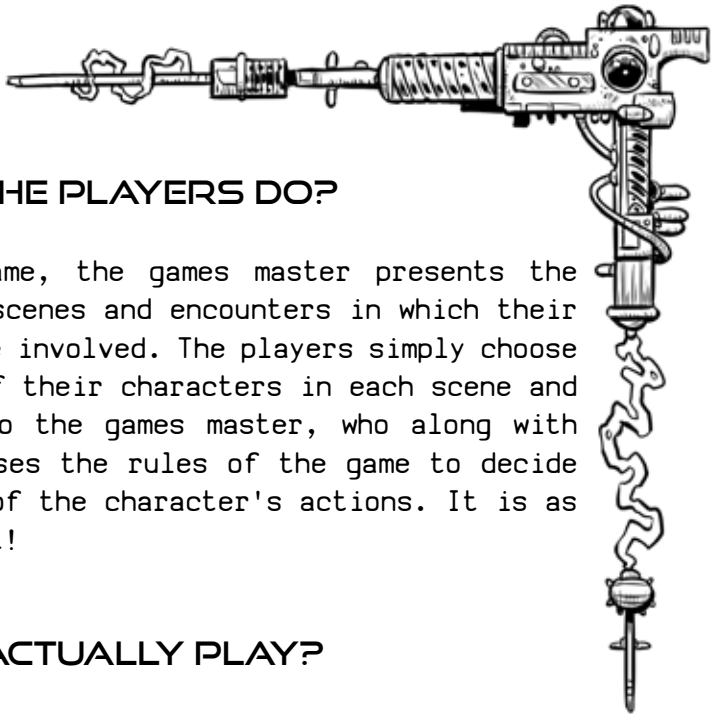 HE PLAYERS DO?
ame, the games master presents the
scenes and encounters in which their
involved. The players simply choose
f their characters in each scene and
o the games master, who along with
ses the rules of the game to decide
of the character's actions. It is as
!
ACTUALLY PLAY?